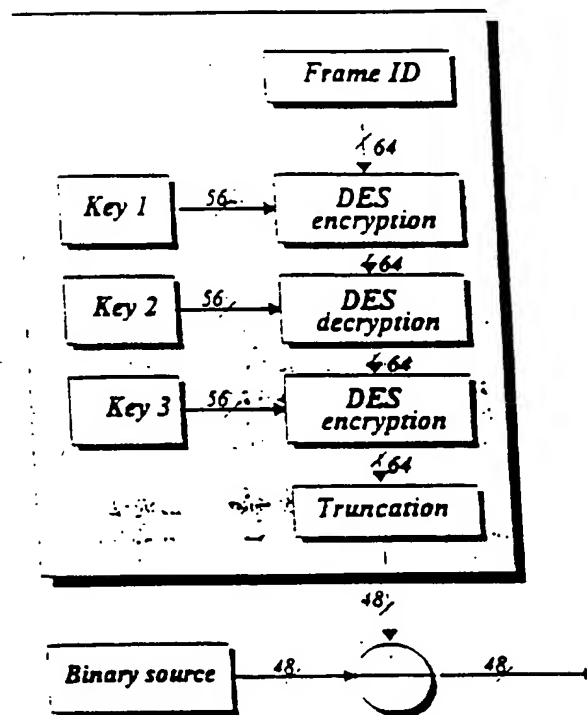 Frame ID
64
Key 1
56
DES
encryption
64
Key 2
56
DES
decryption
64
Key 3
56
DES
encryption
64
Truncation
48
Binary source
48
48